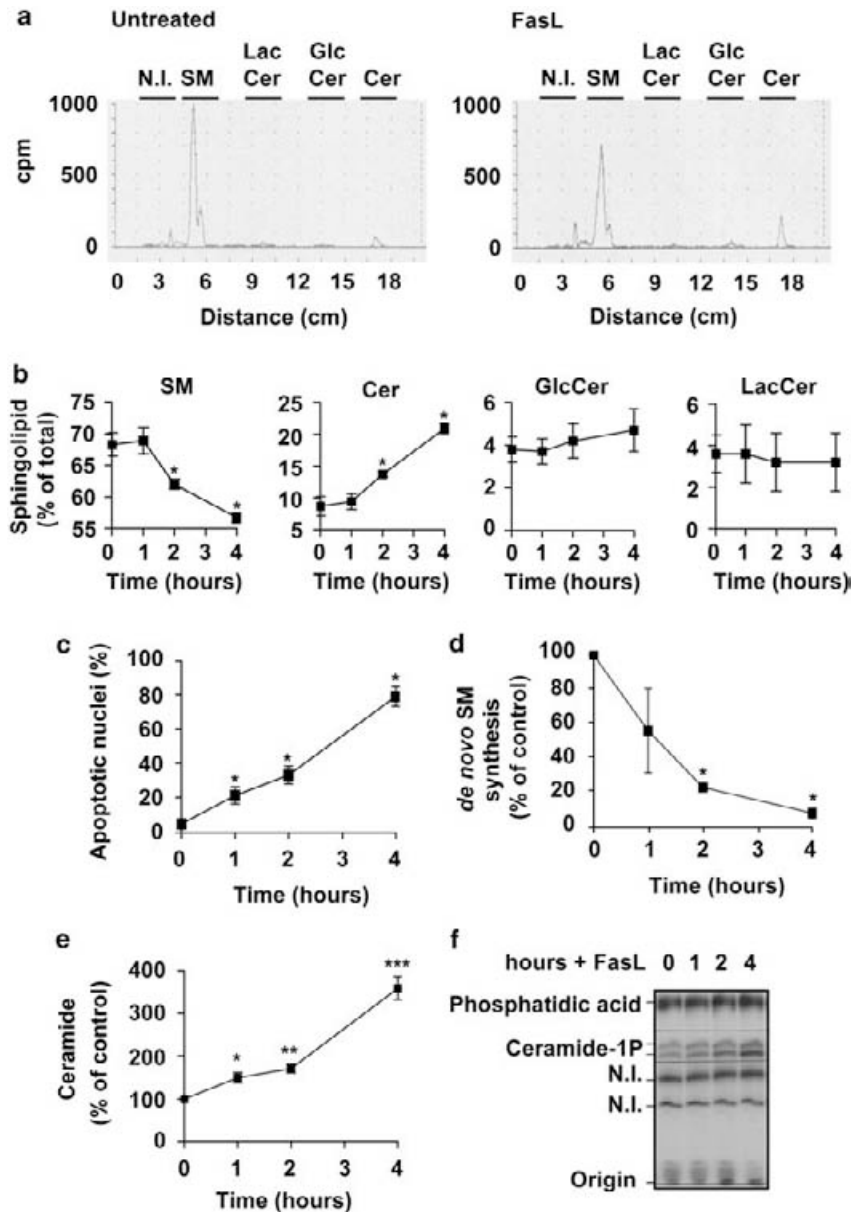 a Untreated FasL
Lac Glc Lac Glc
N.I. SM Cer Cer Cer N.I. SM Cer Cer Cer
1000 1000
cpm
500 500
0 0
0 3 6 9 12 15 18 0 3 6 9 12 15 18
Distance (cm) Distance (cm)
b SM Cer GlcCer LacCer
Sphingolipid
(% of total)
75 25 6 6
70 20 4 4
65 15 2 2
60 10 0 0
55 5
* * * *
0 1 2 3 4 0 1 2 3 4 0 1 2 3 4 0 1 2 3 4
Time (hours) Time (hours) Time (hours) Time (hours)
c
Apoptotic nuclei (%)
100
80
60
40
20
0
* * *
0 1 2 3 4
Time (hours)
d
de novo SM
synthesis
(% of control)
100
80
60
40
20
0
* *
0 1 2 3 4
Time (hours)
e
Ceramide
(% of control)
400
300
200
100
0
* ** ***
0 1 2 3 4
Time (hours)
f
hours + FasL 0 1 2 4
Phosphatidic acid
Ceramide-1P
N.I.
N.I.
Origin